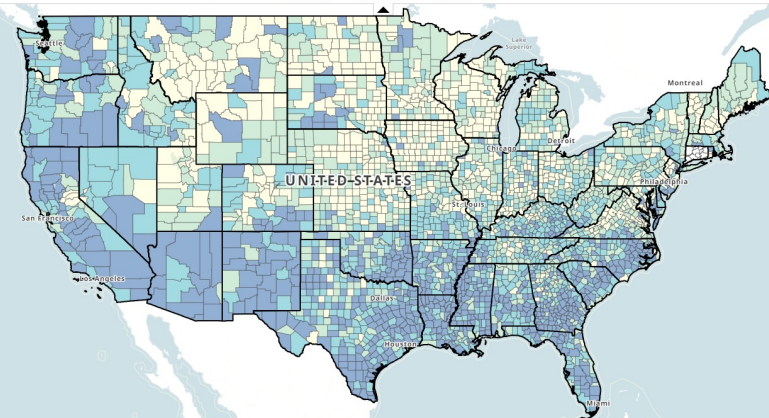 Seattle
Lake
Superior
Montreal
Detroit
Chicago
UNITED STATES
Philadelphia
St. Louis
San Francisco
Los Angeles
Dallas
Houston
Miami